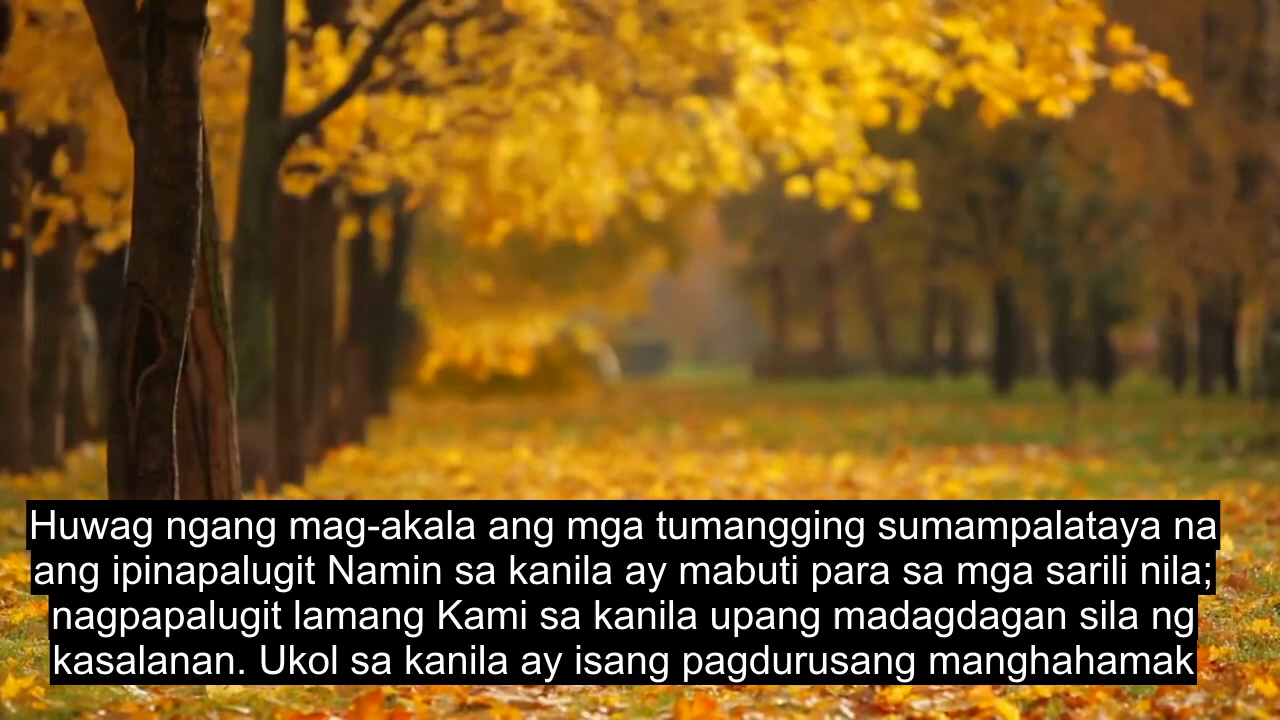 Huwag ngang mag-akala ang mga tumangging sumampalataya na
ang ipinapalugit Namin sa kanila ay mabuti para sa mga sarili nila;
nagpapalugit lamang Kami sa kanila upang madagdagan sila ng
kasalanan. Ukol sa kanila ay isang pagdurusang manghahamak